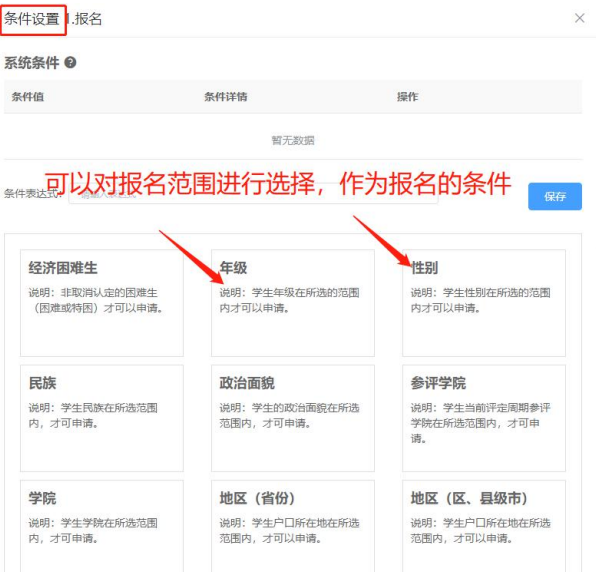 条件设置 1.报名
系统条件
条件值 条件详情 操作
暂无数据
可以对报名范围进行选择，作为报名的条件
条件表达式： 保存
经济困难生 年级 性别
说明：非取消认定的困难生 说明：学生年级在所选的范围 说明：学生性别在所选的范围
（困难或特困）才可以申请。 内才可以申请。 内才可以申请。
民族 政治面貌 参评学院
说明：学生民族在所选范围 说明：学生的政治面貌在所选 说明：学生当前评定周期参评
内，才可申请。 范围内，才可申请。 学院在所选范围内，才可申
请。
学院 地区（省份） 地区（区、县级市）
说明：学生学院在所选范围 说明：学生户口所在地在所选 说明：学生户口所在地在所选
内，才可申请。 范围内，才可以申请。 范围内，才可以申请。